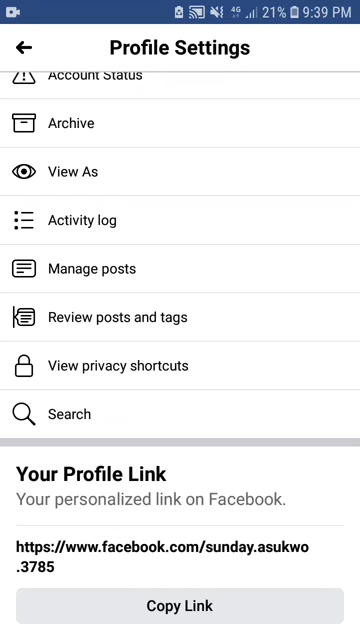 4G 21% 9:39 PM
Profile Settings
Account Status
Archive
View As
Activity log
Manage posts
Review posts and tags
View privacy shortcuts
Search
Your Profile Link
Your personalized link on Facebook.
https://www.facebook.com/sunday.asukwo
.3785
Copy Link